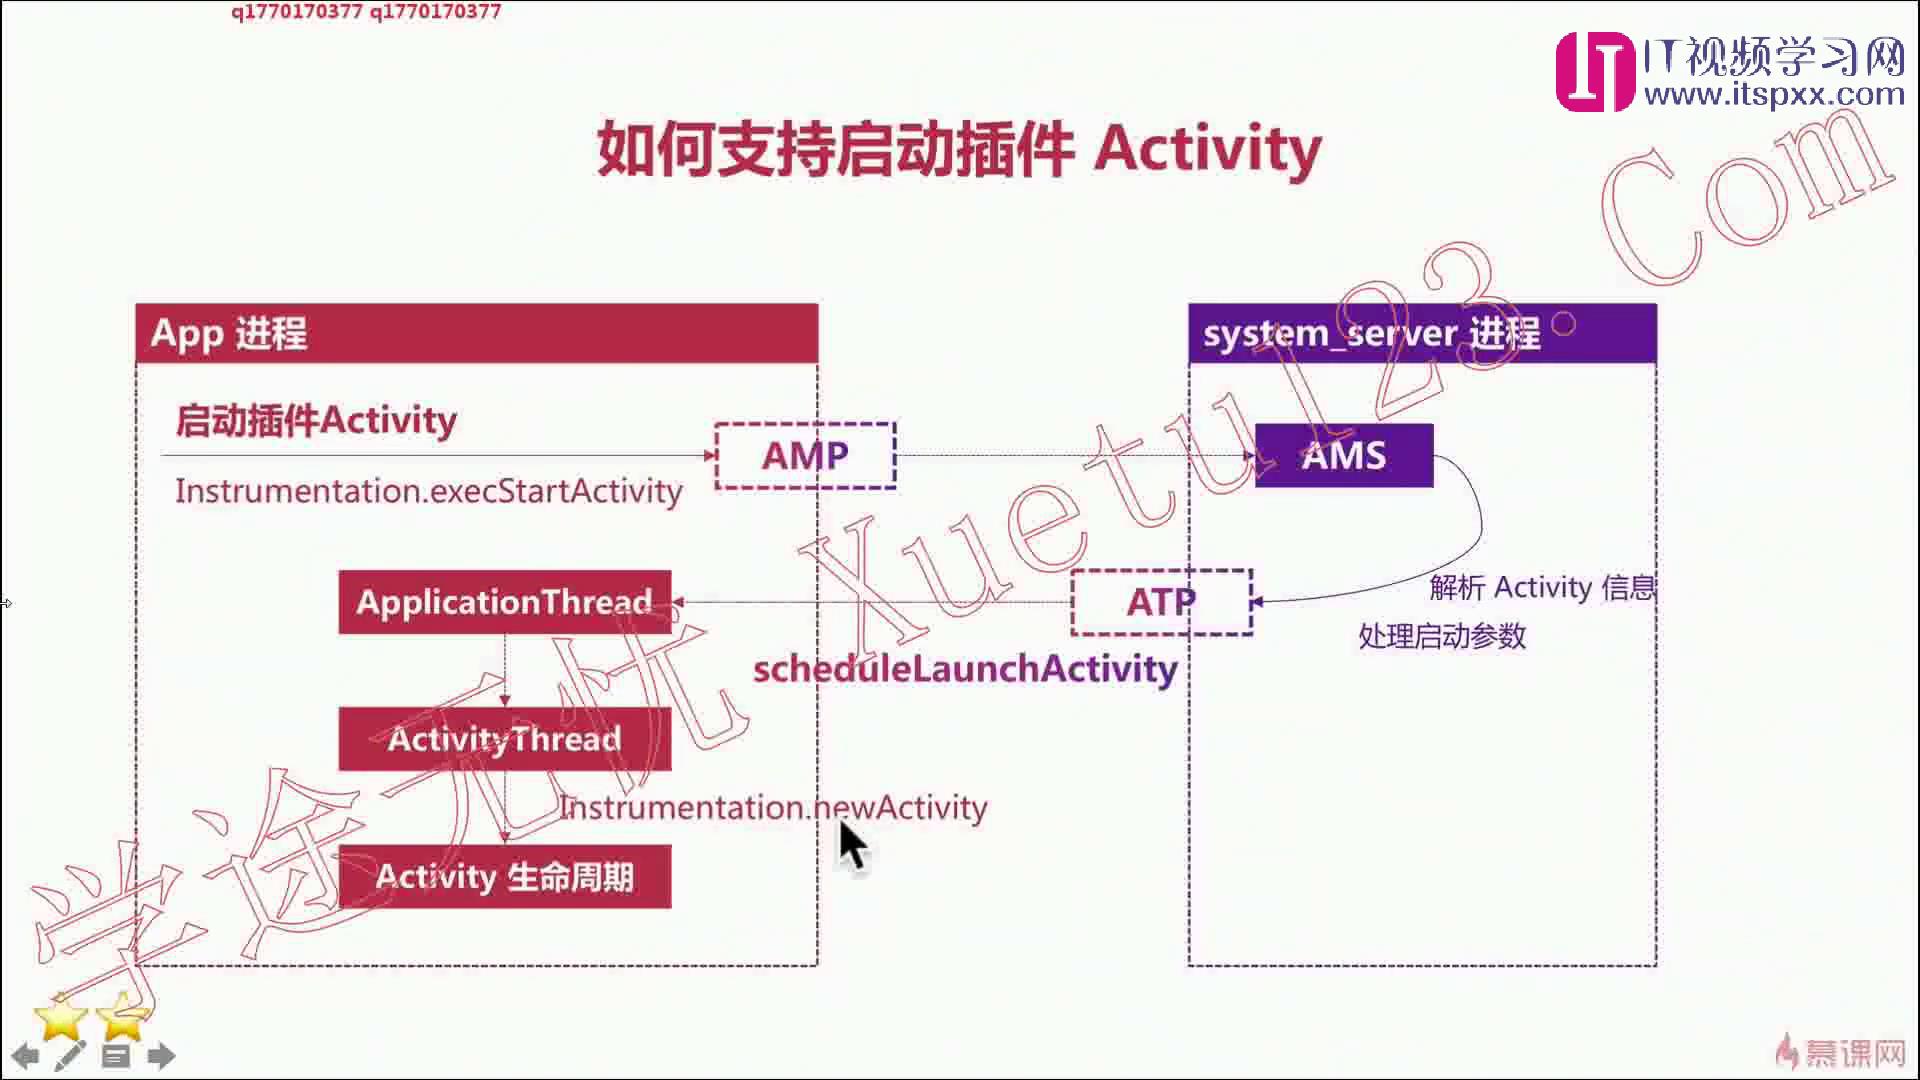 q1770170377 q1770170377
IT视频学习网
www.itspxx.com
如何支持启动插件 Activity
App 进程
system_server 进程
启动插件Activity
AMP
AMS
Instrumentation.execStartActivity
ApplicationThread
ATP
解析 Activity 信息
处理启动参数
scheduleLaunchActivity
ActivityThread
Instrumentation.newActivity
Activity 生命周期
学途无忧 Xuetu123.Com
慕课网